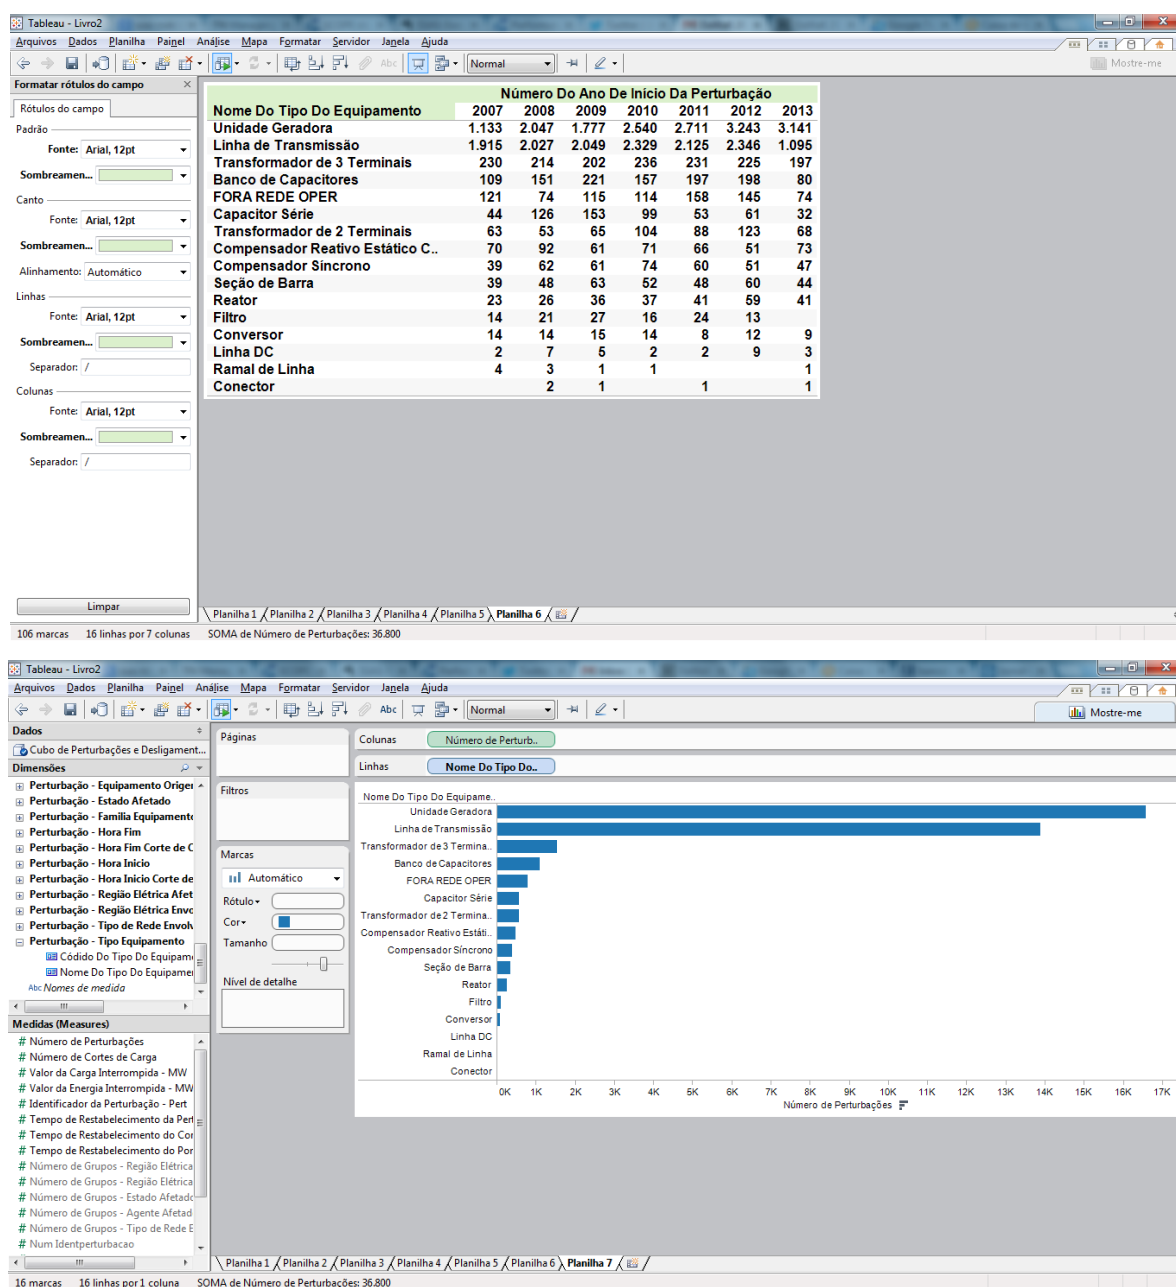 Tableau - Livro2
Arquivos Dados Planilha Painel Análise Mapa Formatar Servidor Janela Ajuda
Abc Normal Mostre-me
Formatar rótulos do campo
Rótulos do campo
Padrão
Fonte: Arial, 12pt
Sombreamen...
Canto
Fonte: Arial, 12pt
Sombreamen...
Alinhamento: Automático
Linhas
Fonte: Arial, 12pt
Sombreamen...
Separador: /
Colunas
Fonte: Arial, 12pt
Sombreamen...
Separador: /
Limpar
Número Do Ano De Inicio Da Perturbação
Nome Do Tipo Do Equipamento 2007 2008 2009 2010 2011 2012 2013
Unidade Geradora 1.133 2.047 1.777 2.540 2.711 3.243 3.141
Linha de Transmissão 1.915 2.027 2.049 2.329 2.125 2.346 1.095
Transformador de 3 Terminais 230 214 202 236 231 225 197
Banco de Capacitores 109 151 221 157 197 198 80
FORA REDE OPER 121 74 115 114 158 145 74
Capacitor Série 44 126 153 99 53 61 32
Transformador de 2 Terminais 63 53 65 104 88 123 68
Compensador Reativo Estático C.. 70 92 61 71 66 51 73
Compensador Síncrono 39 62 61 74 60 51 47
Seção de Barra 39 48 63 52 48 60 44
Reator 23 26 36 37 41 59 41
Filtro 14 21 27 16 24 13
Conversor 14 14 15 14 8 12 9
Linha DC 2 7 5 2 2 9 3
Ramal de Linha 4 3 1 1 1
Conector 2 1 1 1
Planilha 1 Planilha 2 Planilha 3 Planilha 4 Planilha 5 Planilha 6
106 marcas 16 linhas por 7 colunas SOMA de Número de Perturbações: 36.800
Tableau - Livro2
Arquivos Dados Planilha Painel Análise Mapa Formatar Servidor Janela Ajuda
Abc Normal Mostre-me
Dados
Cubo de Perturbações e Desligament...
Dimensões
Perturbação - Equipamento Origer
Perturbação - Estado Afetado
Perturbação - Familia Equipamento
Perturbação - Hora Fim
Perturbação - Hora Fim Corte de C
Perturbação - Hora Inicio
Perturbação - Hora Inicio Corte de
Perturbação - Região Elétrica Afet
Perturbação - Região Elétrica Envo
Perturbação - Tipo de Rede Envolv
Perturbação - Tipo Equipamento
Códido Do Tipo Do Equipam
Nome Do Tipo Do Equipamer
Abc Nomes de medida
Medidas (Measures)
# Número de Perturbações
# Número de Cortes de Carga
# Valor da Carga Interrompida - MW
# Valor da Energia Interrompida - MW
# Identificador da Perturbação - Pert
# Tempo de Restabelecimento da Pert
# Tempo de Restabelecimento do Cor
# Tempo de Restabelecimento do Por
# Número de Grupos - Região Elétrica
# Número de Grupos - Região Elétrica
# Número de Grupos - Estado Afetado
# Número de Grupos - Agente Afetad
# Número de Grupos - Tipo de Rede E
# Num Identperturbacao
Páginas
Filtros
Marcas
Automático
Rótulo
Cor
Tamanho
Nível de detalhe
Colunas Número de Perturb..
Linhas Nome Do Tipo Do..
Nome Do Tipo Do Equipame..
Unidade Geradora
Linha de Transmissão
Transformador de 3 Termina..
Banco de Capacitores
FORA REDE OPER
Capacitor Série
Transformador de 2 Termina..
Compensador Reativo Estáti..
Compensador Síncrono
Seção de Barra
Reator
Filtro
Conversor
Linha DC
Ramal de Linha
Conector
0K 1K 2K 3K 4K 5K 6K 7K 8K 9K 10K 11K 12K 13K 14K 15K 16K 17K
Número de Perturbações
Planilha 1 Planilha 2 Planilha 3 Planilha 4 Planilha 5 Planilha 6 Planilha 7
16 marcas 16 linhas por 1 coluna SOMA de Número de Perturbações: 36.800